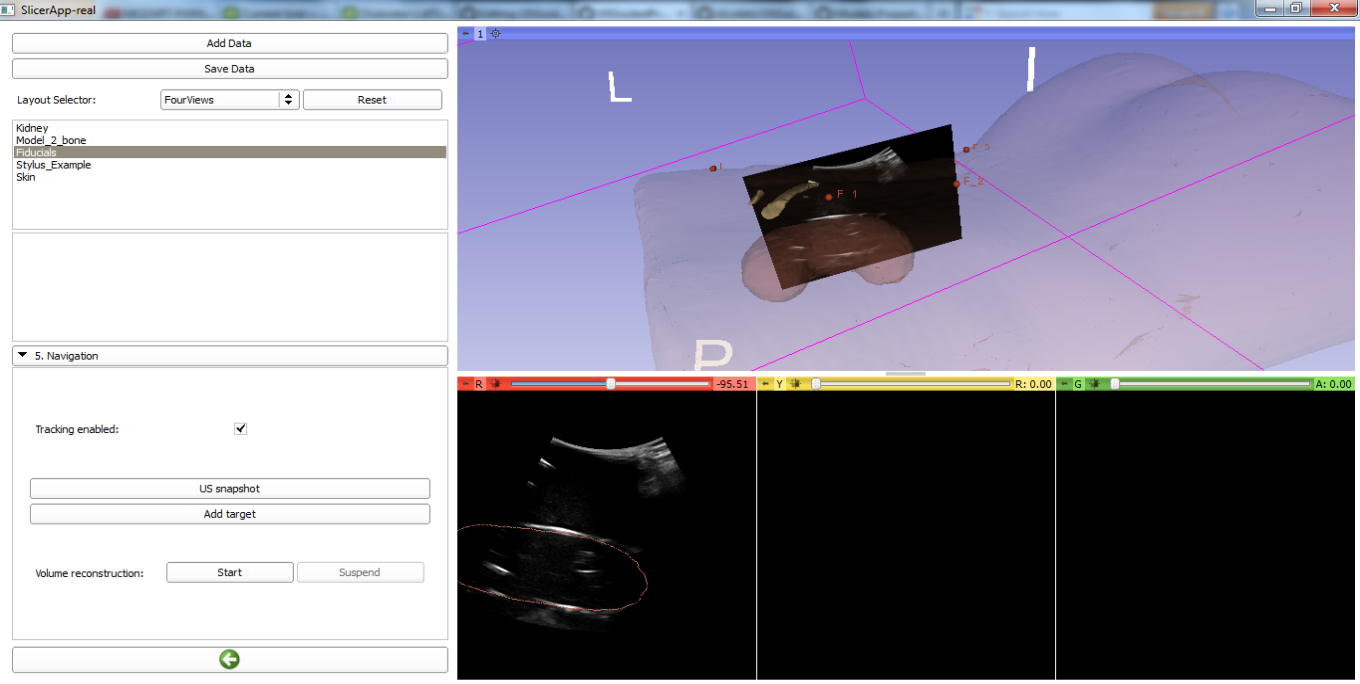 SlicerApp-real
Add Data
Save Data
Layout Selector: FourViews Reset
Kidney
Model_2_bone
Fiducials
Stylus_Example
Skin
5. Navigation
Tracking enabled:
US snapshot
Add target
Volume reconstruction: Start Suspend
1
L I
F_3
F_2
F 1
P
R -95.51
Y R: 0.00
G A: 0.00